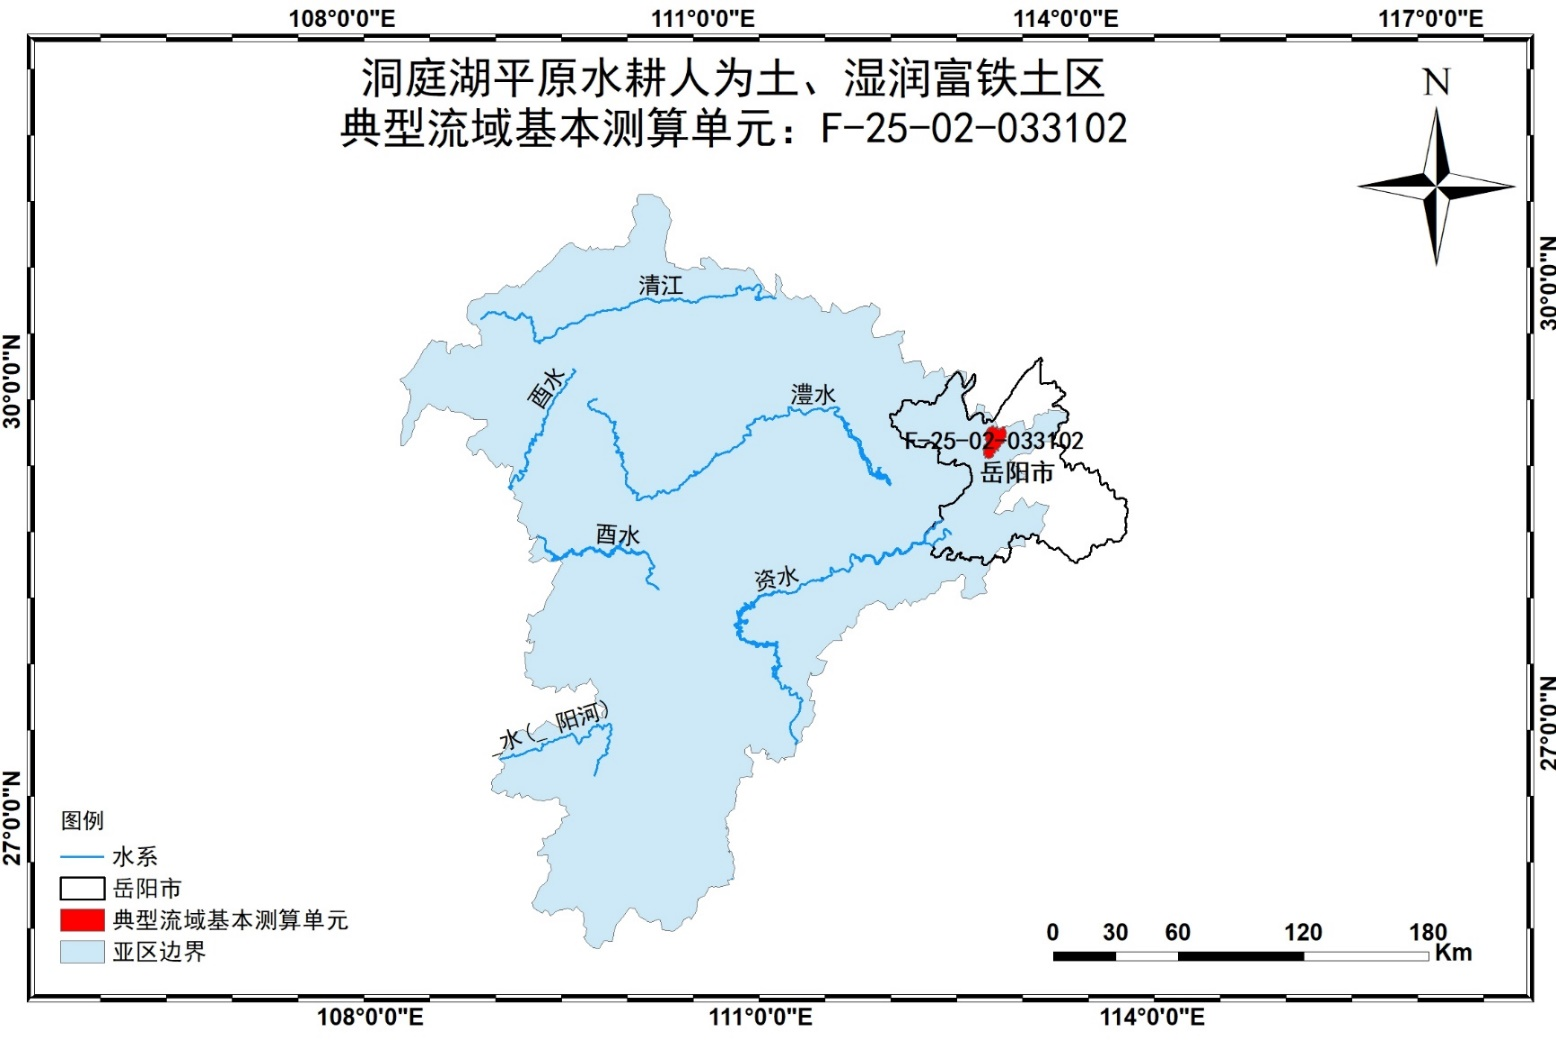 108°0'0"E 111°0'0"E 114°0'0"E 117°0'0"E
洞庭湖平原水耕人为土、湿润富铁土区
典型流域基本测算单元：F-25-02-033102
N
30°0'0"N
30°0'0"N
清江
酉水
澧水
F-25-02-033102
岳阳市
酉水
资水
_水(_ 阳河)
27°0'0"N
27°0'0"N
图例
水系
岳阳市
典型流域基本测算单元
亚区边界
0 30 60 120 180
Km
108°0'0"E 111°0'0"E 114°0'0"E